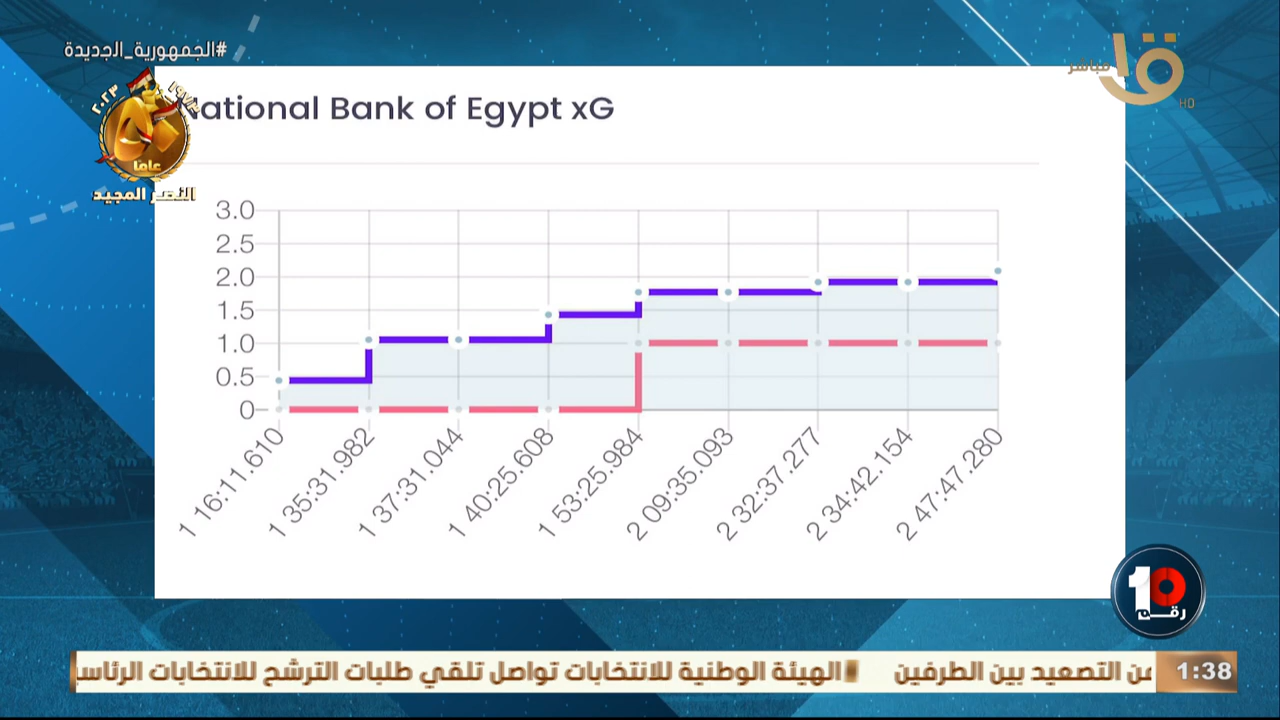 #الجمهورية_الجديدة
مباشر
HD
١٩٧٣
٢٠٢٣
عاما
النصر المجيد
National Bank of Egypt xG
3.0
2.5
2.0
1.5
1.0
0.5
0
1 16:11.610
1 35:31.982
1 37:31.044
1 40:25.608
1 53:25.984
2 09:35.093
2 32:37.277
2 34:42.154
2 47:47.280
رقم 10
1:38
من التصعيد بين الطرفين
الهيئة الوطنية للانتخابات تواصل تلقي طلبات الترشح للانتخابات